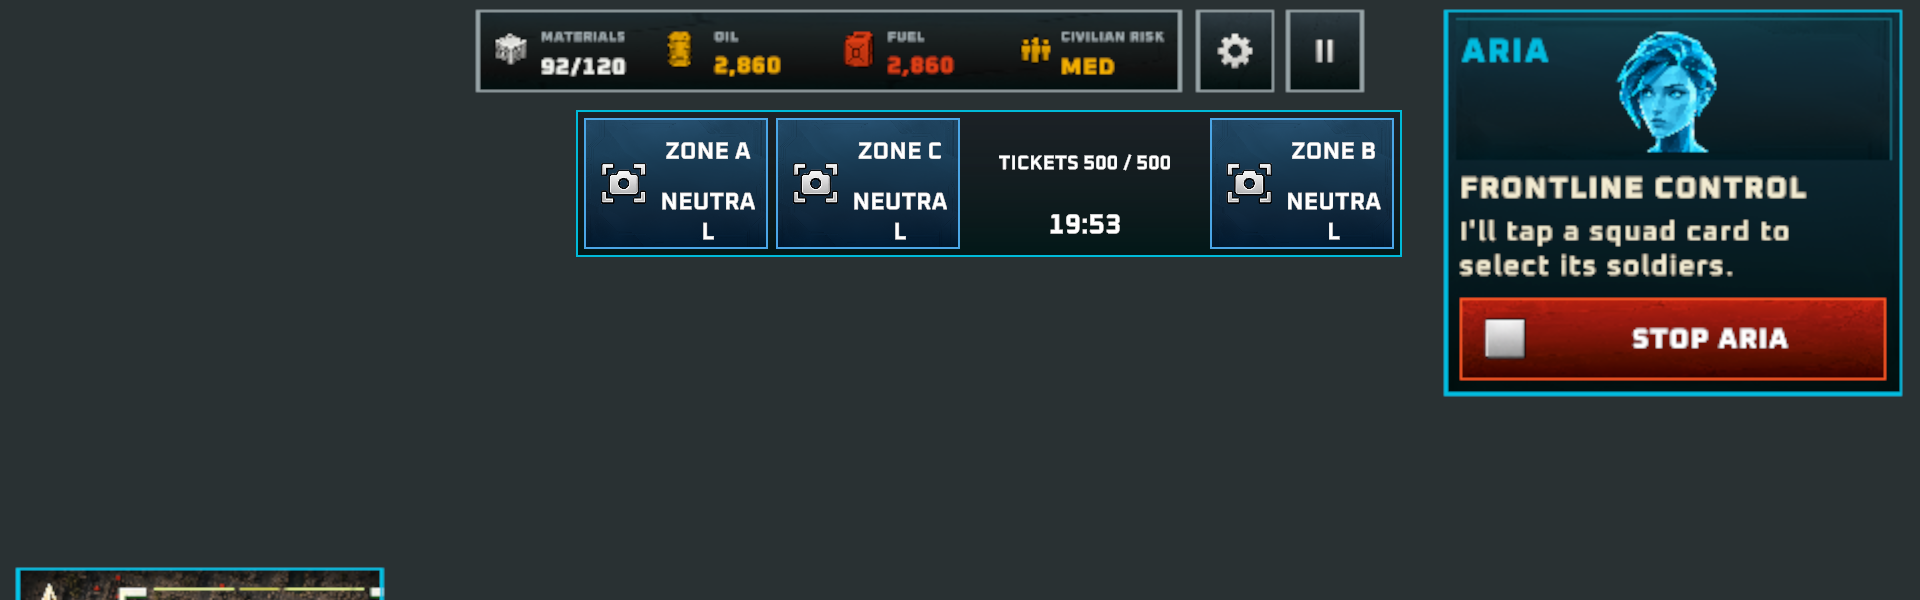 MATERIALS
92/120
OIL
2,860
FUEL
2,860
CIVILIAN RISK
MED
ZONE A
NEUTRA
L
ZONE C
NEUTRA
L
TICKETS 500 / 500
19:53
ZONE B
NEUTRA
L
ARIA
FRONTLINE CONTROL
I'll tap a squad card to
select its soldiers.
STOP ARIA